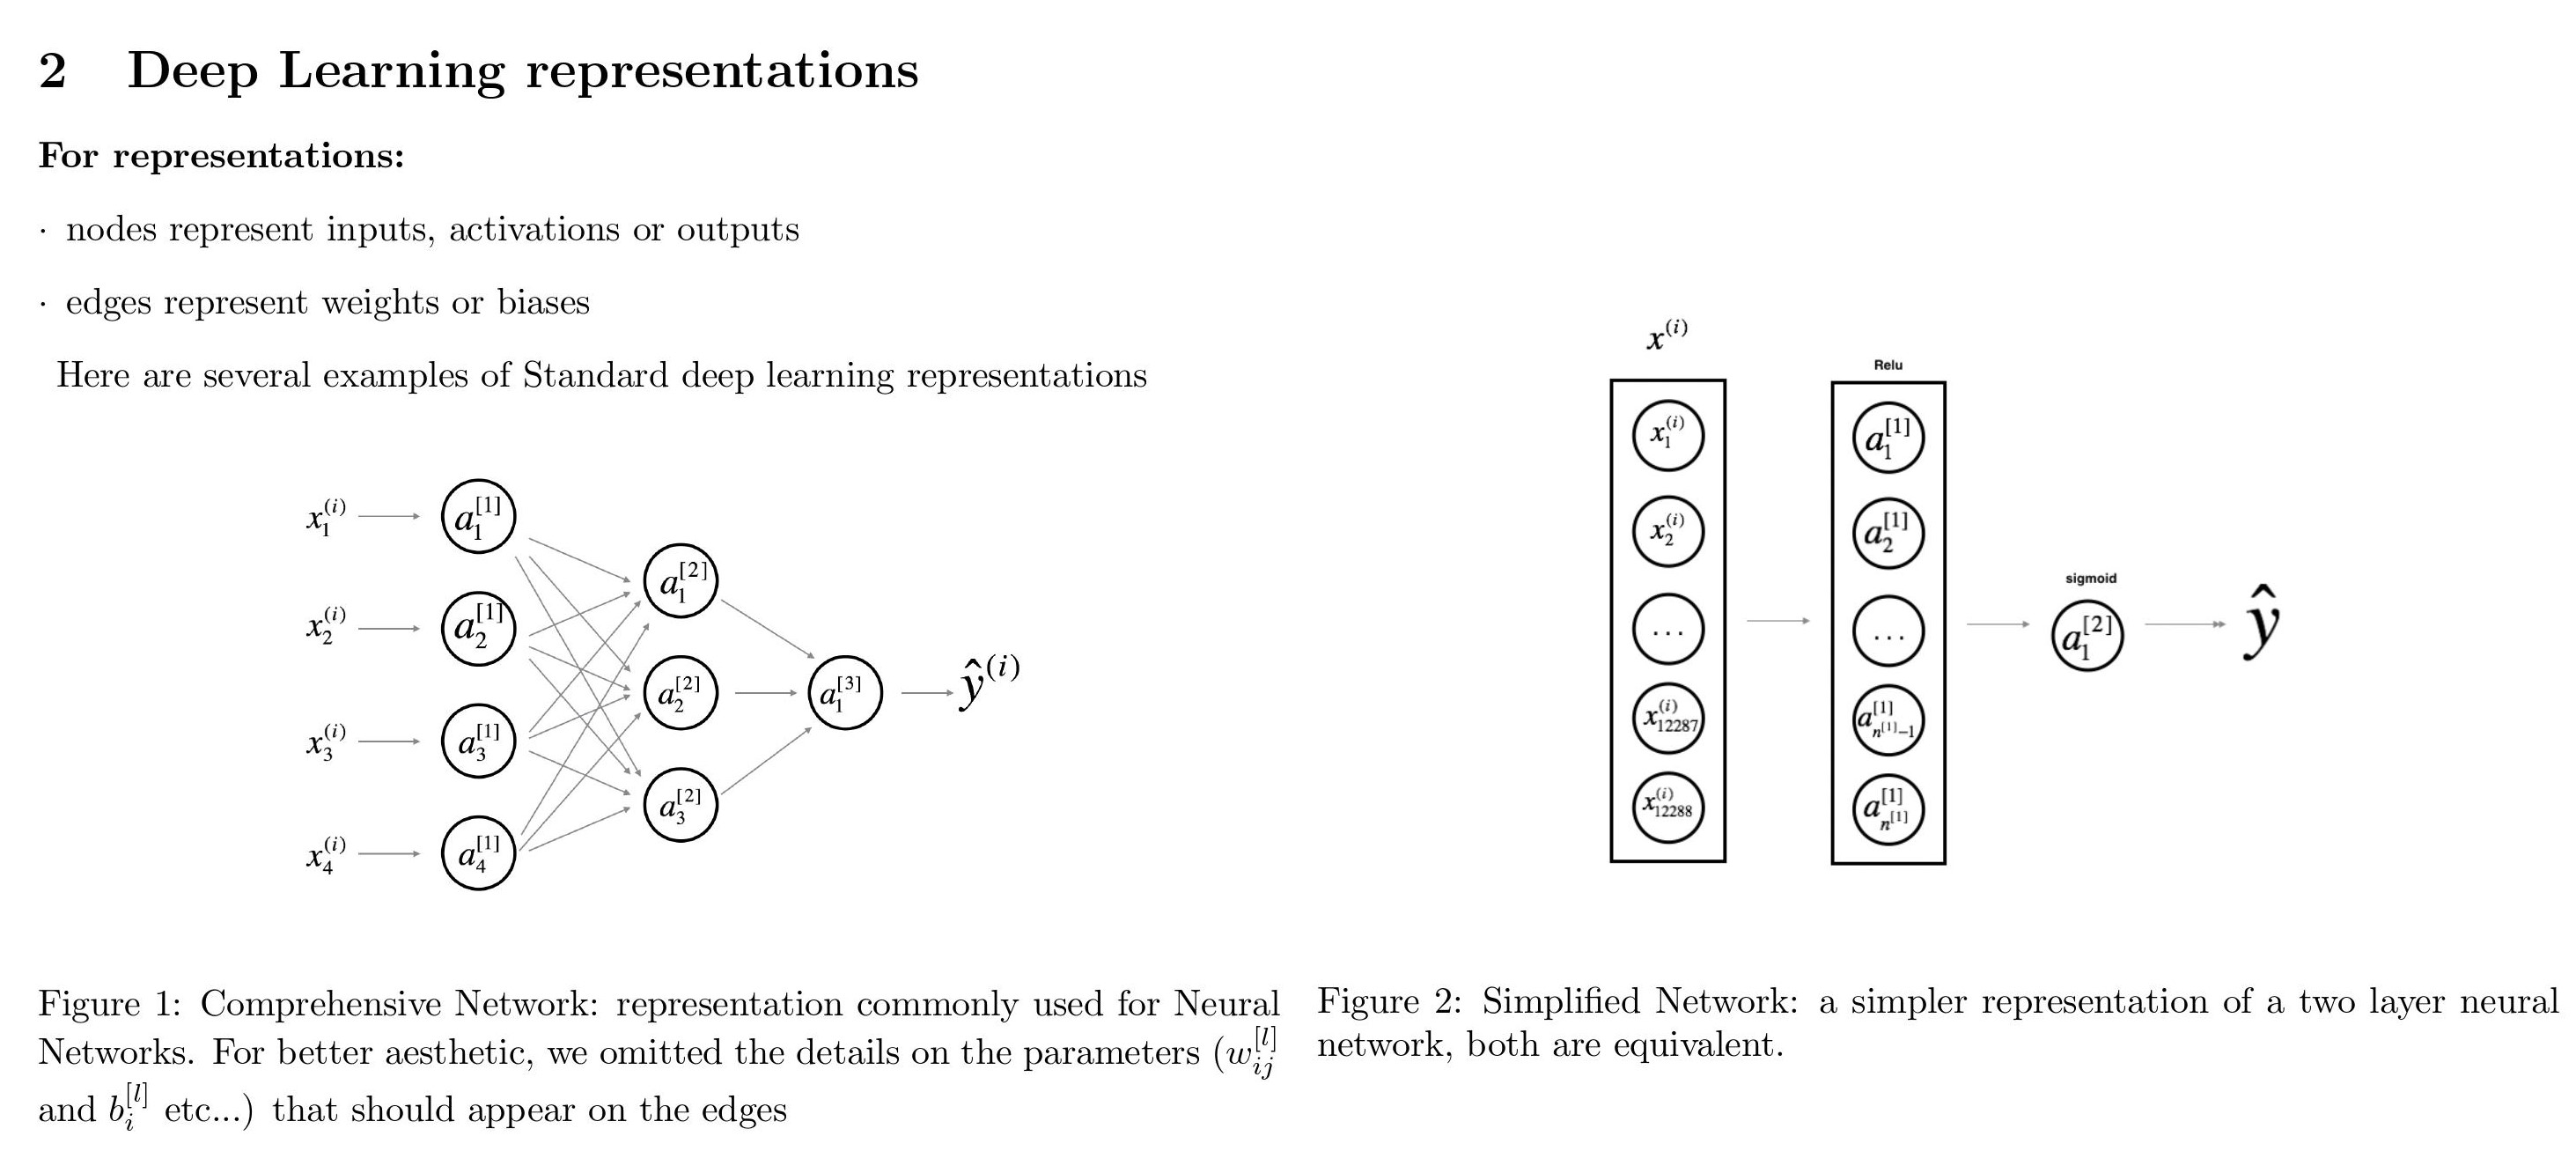 2 Deep Learning representations
For representations:
· nodes represent inputs, activations or outputs
· edges represent weights or biases
Here are several examples of Standard deep learning representations
x_1^{(i)} a_1^{[1]}
x_2^{(i)} a_2^{[1]}
x_3^{(i)} a_3^{[1]}
x_4^{(i)} a_4^{[1]}
a_1^{[2]}
a_2^{[2]}
a_3^{[2]}
a_1^{[3]}
ŷ^{(i)}
Figure 1: Comprehensive Network: representation commonly used for Neural
Networks. For better aesthetic, we omitted the details on the parameters (w_{ij}^{[l]}
and b_i^{[l]} etc...) that should appear on the edges
x^{(i)}
x_1^{(i)}
x_2^{(i)}
...
x_{12287}^{(i)}
x_{12288}^{(i)}
Relu
a_1^{[1]}
a_2^{[1]}
...
a_{n^{[1]}-1}^{[1]}
a_{n^{[1]}}^{[1]}
sigmoid
a_1^{[2]}
ŷ
Figure 2: Simplified Network: a simpler representation of a two layer neural
network, both are equivalent.